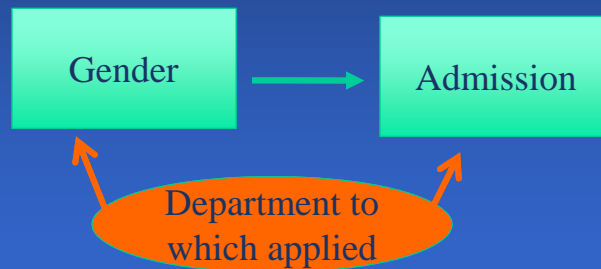 Gender
Admission
Department to
which applied